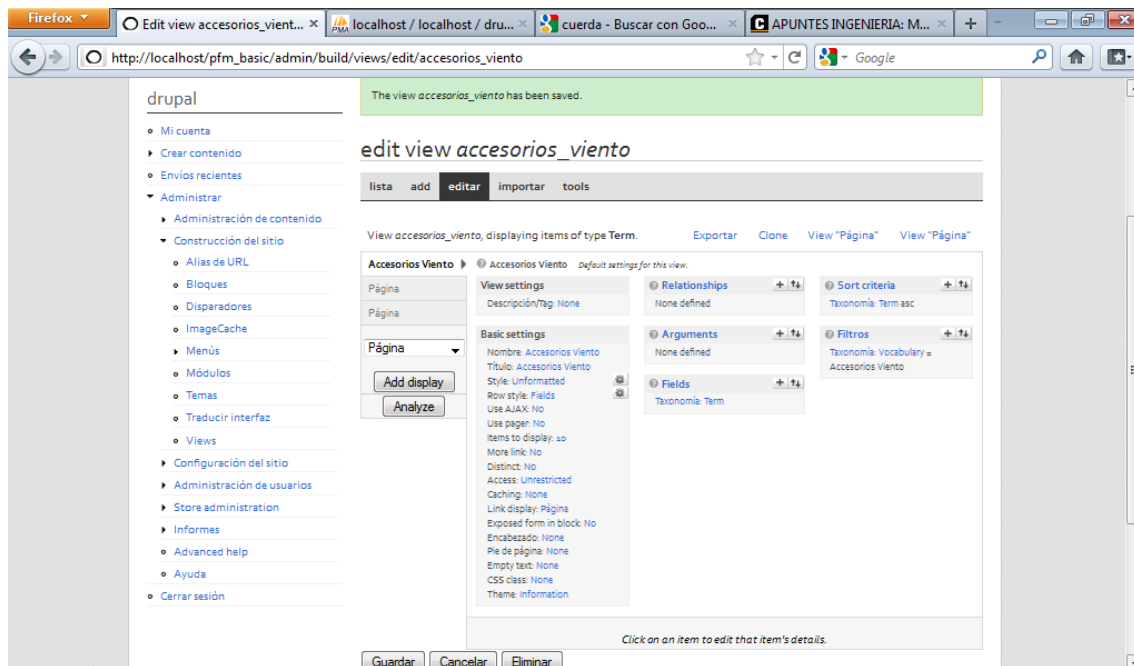 Firefox
Edit view accesorios_vient...
localhost / localhost / dru...
cuerda - Buscar con Goo...
APUNTES INGENIERIA: M...
http://localhost/pfm_basic/admin/build/views/edit/accesorios_viento
Google
drupal
Mi cuenta
Crear contenido
Envíos recientes
Administrar
Administración de contenido
Construcción del sitio
Alias de URL
Bloques
Disparadores
ImageCache
Menús
Módulos
Temas
Traducir interfaz
Views
Configuración del sitio
Administración de usuarios
Store administration
Informes
Advanced help
Ayuda
Cerrar sesión
The view accesorios_viento has been saved.
edit view accesorios_viento
lista add editar importar tools
View accesorios_viento, displaying items of type Term.
Exportar Clone View "Página" View "Página"
Accesorios Viento
Página
Página
Página
Add display
Analyze
Accesorios Viento Default settings for this view.
View settings
Descripción/Tag: None
Basic settings
Nombre: Accesorios Viento
Título: Accesorios Viento
Style: Unformatted
Row style: Fields
Use AJAX: No
Use pager: No
Items to display: 10
More link: No
Distinct: No
Access: Unrestricted
Caching: None
Link display: Página
Exposed form in block: No
Encabezado: None
Pie de página: None
Empty text: None
CSS class: None
Theme: Information
Relationships
None defined
Arguments
None defined
Fields
Taxonomía: Term
Sort criteria
Taxonomía: Term asc
Filtros
Taxonomía: Vocabulary =
Accesorios Viento
Click on an item to edit that item's details.
Guardar Cancelar Eliminar